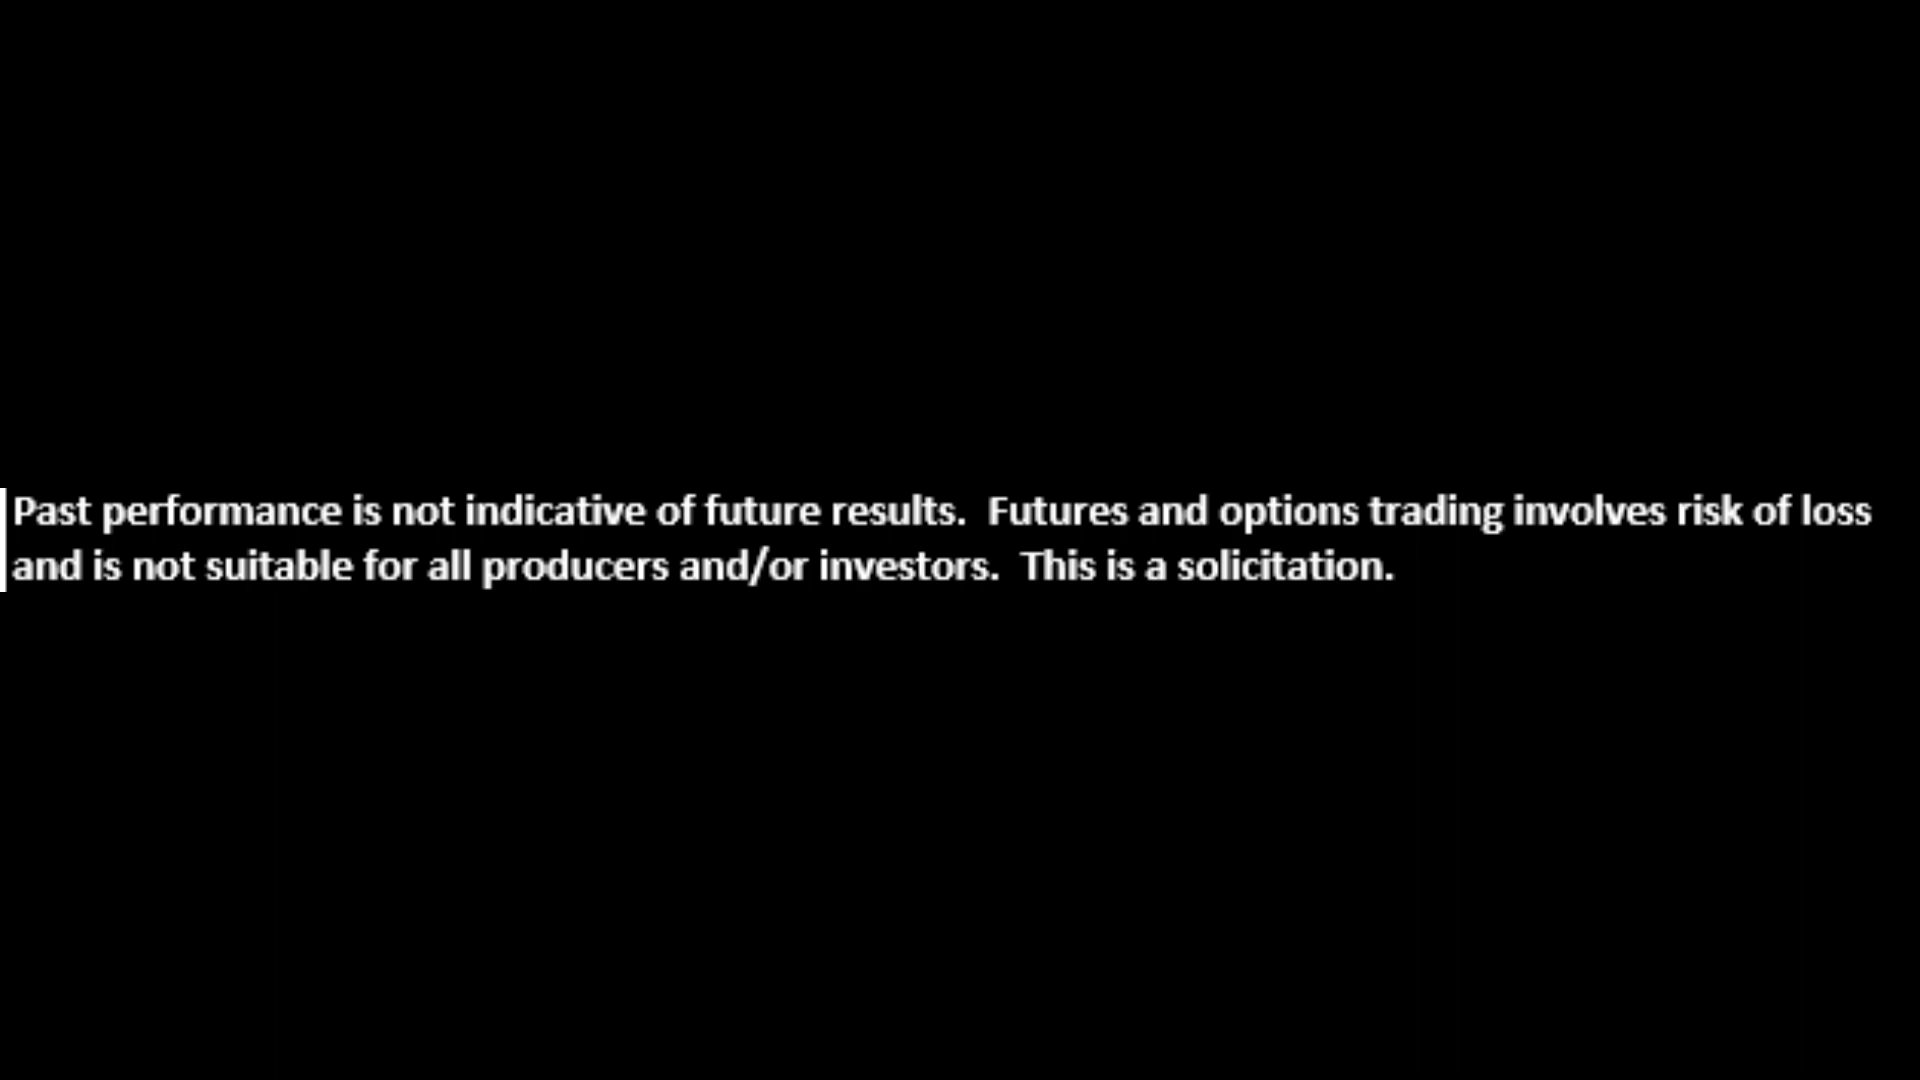 Past performance is not indicative of future results.  Futures and options trading involves risk of loss
and is not suitable for all producers and/or investors.  This is a solicitation.